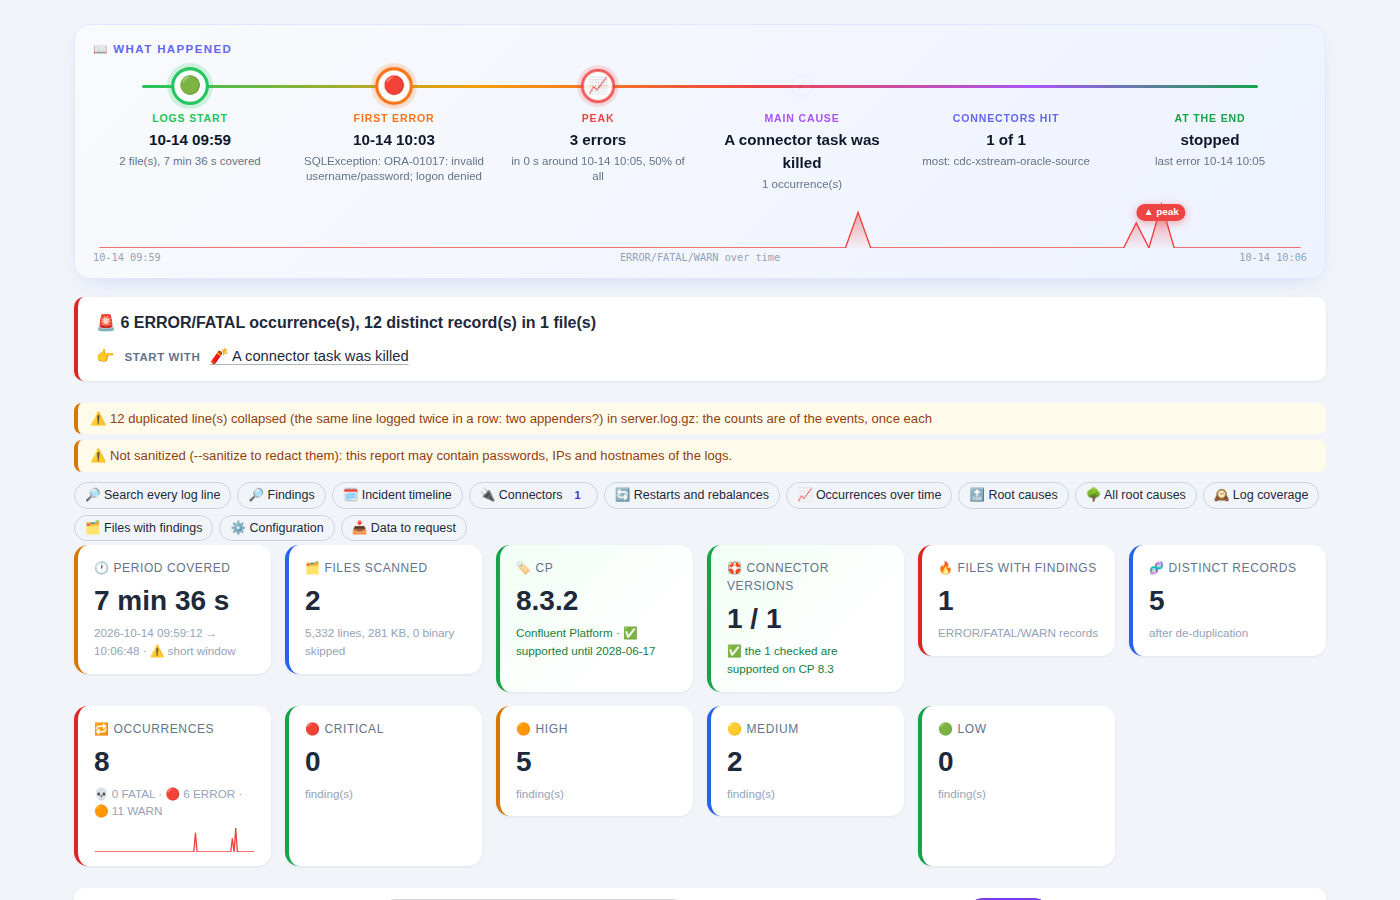 WHAT HAPPENED
LOGS START
10-14 09:59
2 file(s), 7 min 36 s covered
FIRST ERROR
10-14 10:03
SQLException: ORA-01017: invalid
username/password; logon denied
PEAK
3 errors
in 0 s around 10-14 10:05, 50% of
all
MAIN CAUSE
A connector task was
killed
1 occurrence(s)
CONNECTORS HIT
1 of 1
most: cdc-xstream-oracle-source
AT THE END
stopped
last error 10-14 10:05
▲ peak
10-14 09:59
ERROR/FATAL/WARN over time
10-14 10:06
6 ERROR/FATAL occurrence(s), 12 distinct record(s) in 1 file(s)
START WITH A connector task was killed
12 duplicated line(s) collapsed (the same line logged twice in a row: two appenders?) in server.log.gz: the counts are of the events, once each
Not sanitized (--sanitize to redact them): this report may contain passwords, IPs and hostnames of the logs.
Search every log line
Findings
Incident timeline
Connectors 1
Restarts and rebalances
Occurrences over time
Root causes
All root causes
Log coverage
Files with findings
Configuration
Data to request
PERIOD COVERED
7 min 36 s
2026-10-14 09:59:12 →
10:06:48 · ⚠️ short window
FILES SCANNED
2
5,332 lines, 281 KB, 0 binary
skipped
CP
8.3.2
Confluent Platform · ✅
supported until 2028-06-17
CONNECTOR
VERSIONS
1 / 1
✅ the 1 checked are
supported on CP 8.3
FILES WITH FINDINGS
1
ERROR/FATAL/WARN records
DISTINCT RECORDS
5
after de-duplication
OCCURRENCES
8
0 FATAL · 6 ERROR ·
11 WARN
CRITICAL
0
finding(s)
HIGH
5
finding(s)
MEDIUM
2
finding(s)
LOW
0
finding(s)